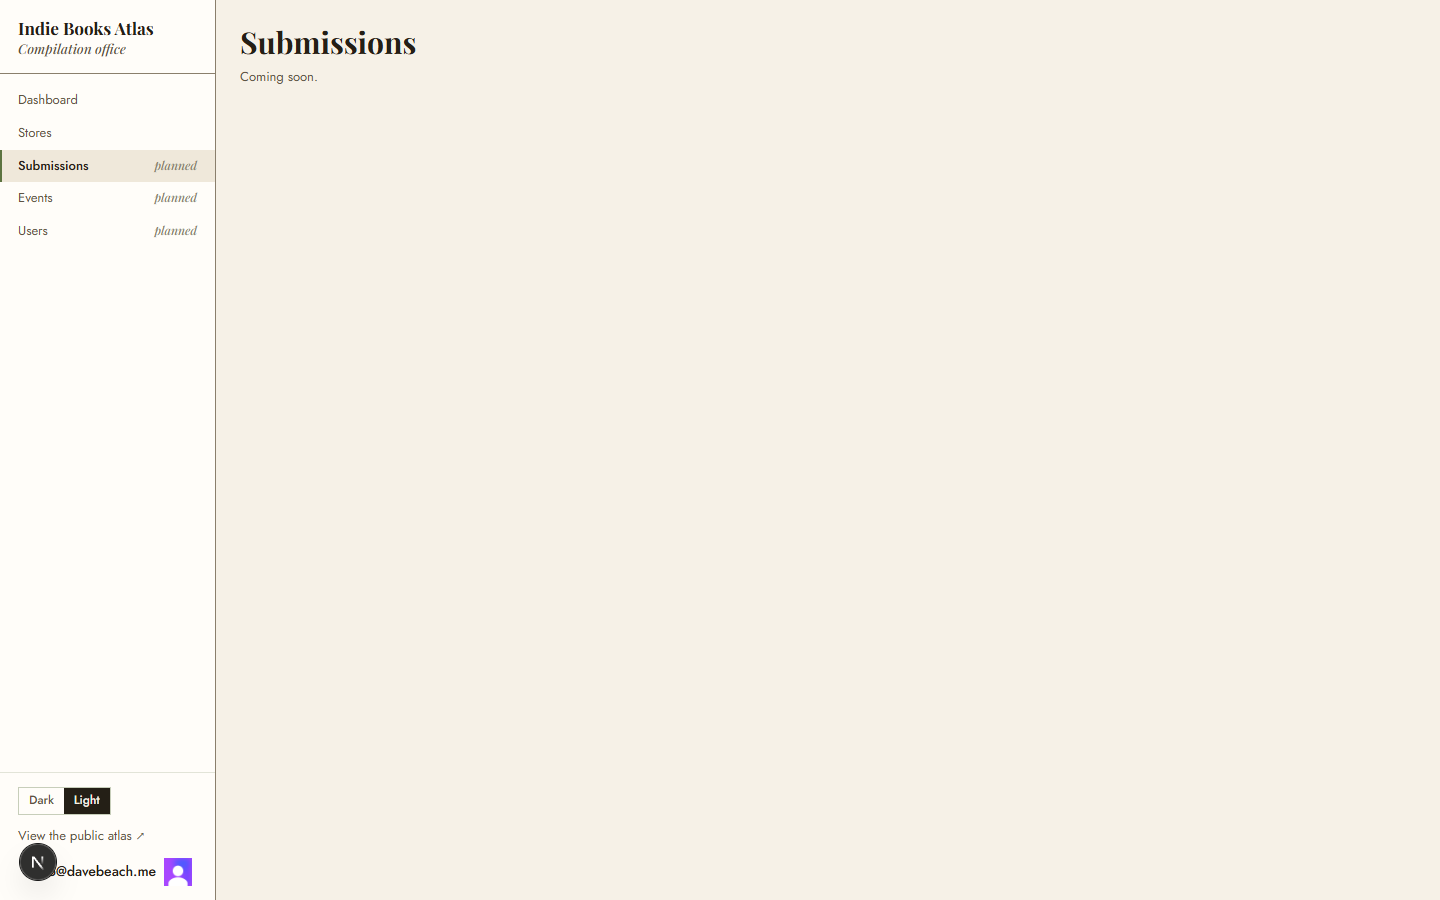 Indie Books Atlas
Compilation office
Dashboard
Stores
Submissions planned
Events planned
Users planned
Submissions
Coming soon.
Dark Light
View the public atlas ↗
N
@davebeach.me